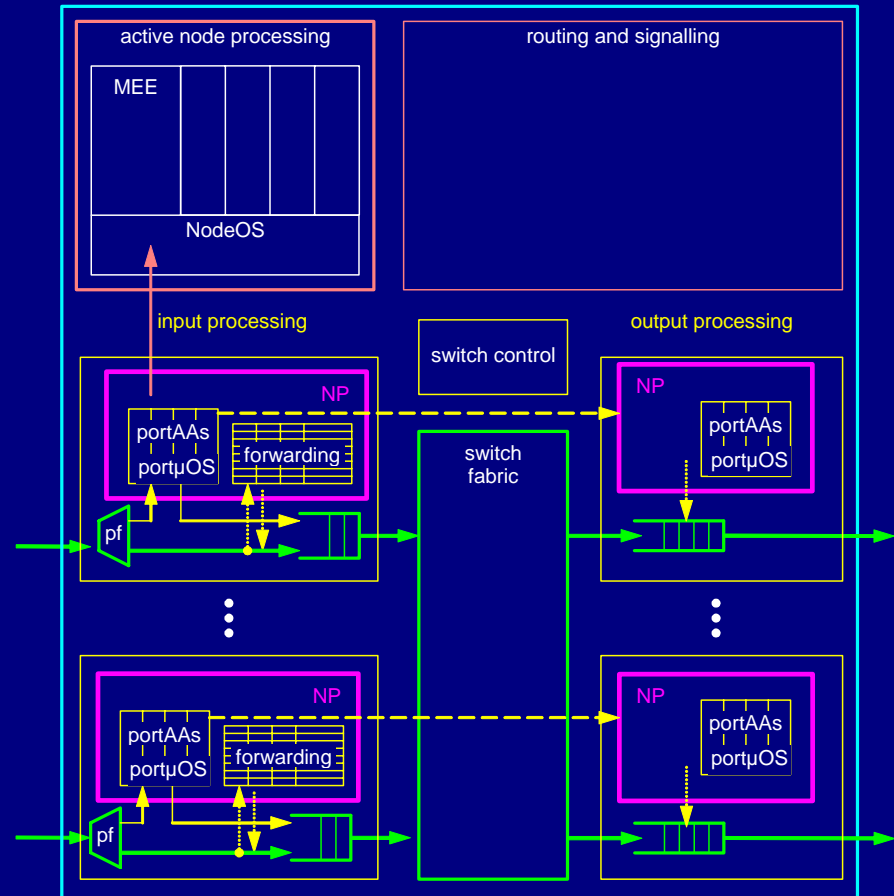 active node processing
routing and signalling
MEE
NodeOS
input processing
output processing
switch control
NP
portAAs
portµOS
forwarding
pf
switch
fabric
NP
portAAs
portµOS
NP
portAAs
portµOS
forwarding
pf
NP
portAAs
portµOS